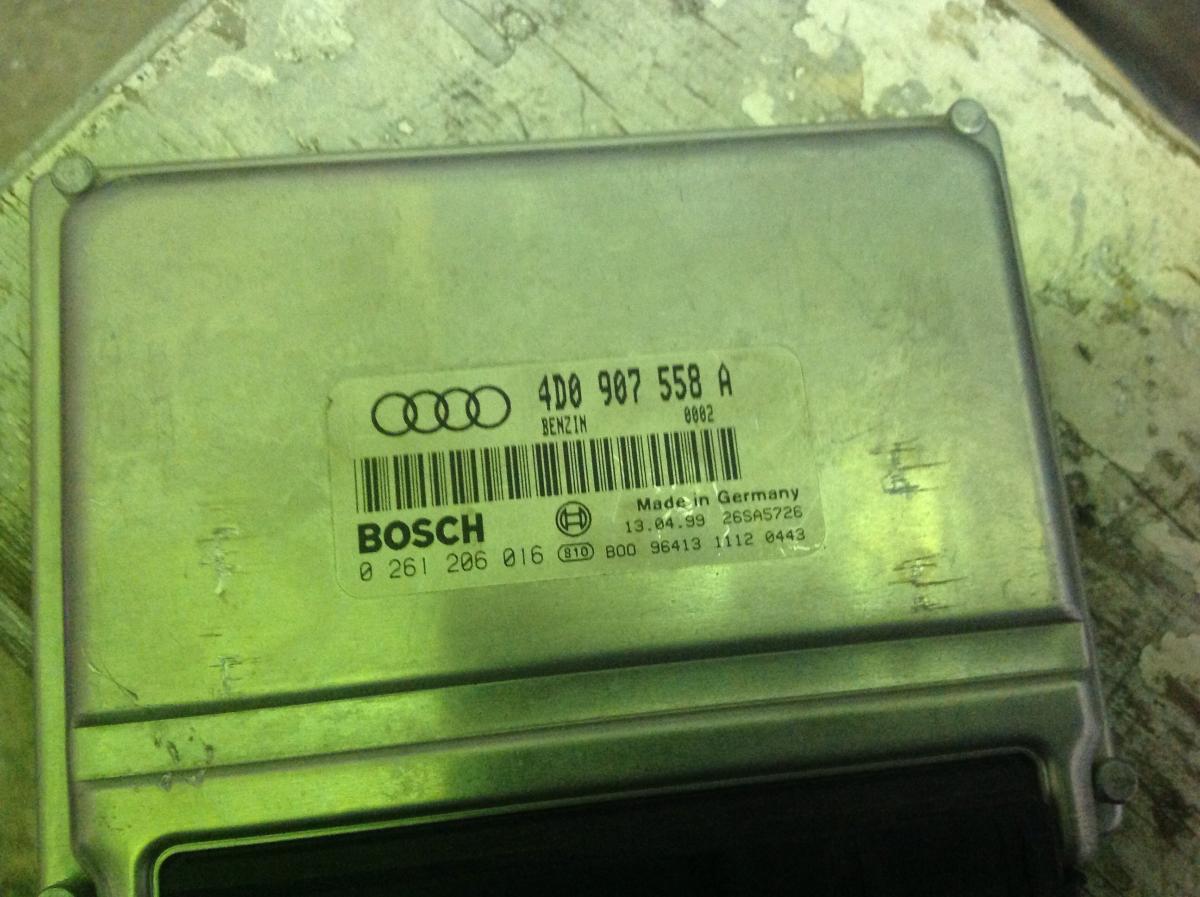 4D0 907 558 A
BENZIN 0002
Made in Germany
BOSCH
13.04.99 26SA5726
0 261 206 016 S10 B00 96413 1112 0443